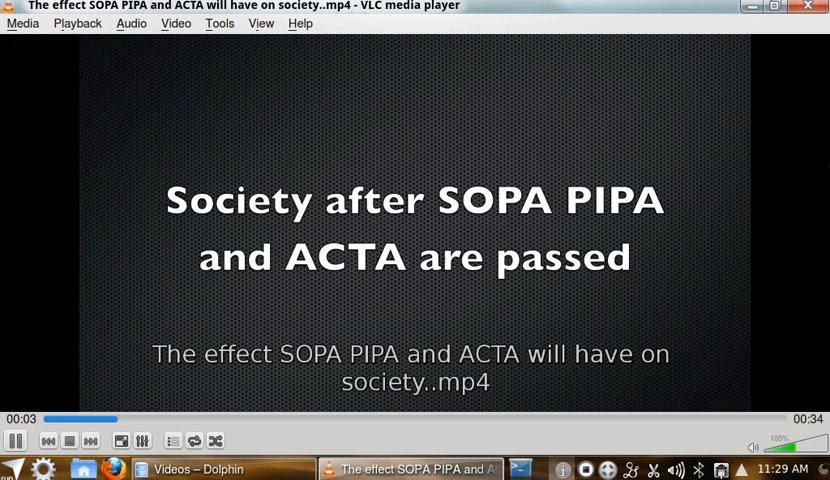 The effect SOPA PIPA and ACTA will have on society..mp4 - VLC media player
Media Playback Audio Video Tools View Help
Society after SOPA PIPA
and ACTA are passed
The effect SOPA PIPA and ACTA will have on
society..mp4
00:03 00:34
100%
Videos – Dolphin The effect SOPA PIPA and AC 11:29 AM